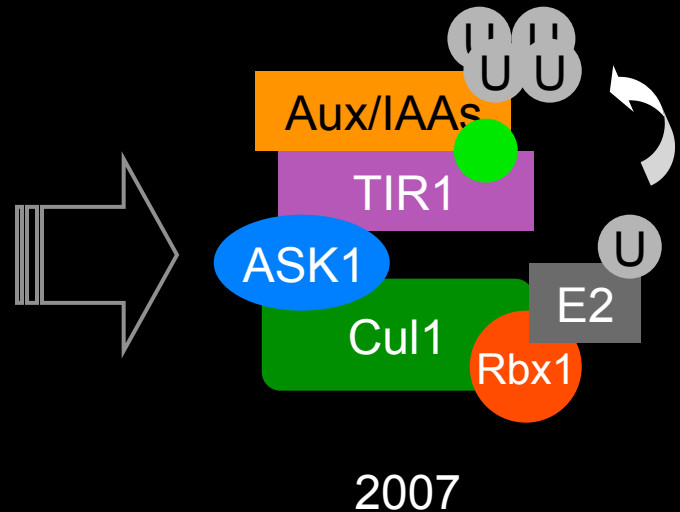 U U
U U
Aux/IAAs
TIR1
U
ASK1
E2
Cul1
Rbx1
2007